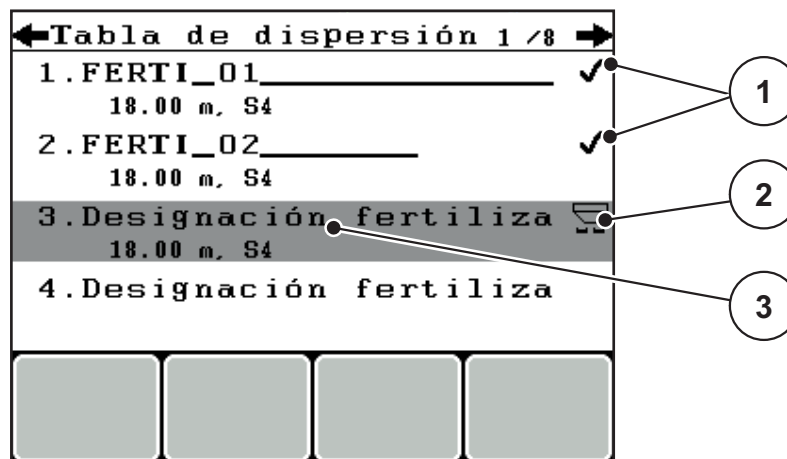 Tabla de dispersión 1/8
1.FERTI_01
18.00 m, S4
2.FERTI_02
18.00 m, S4
3.Designación fertiliza
18.00 m, S4
4.Designación fertiliza
1
2
3